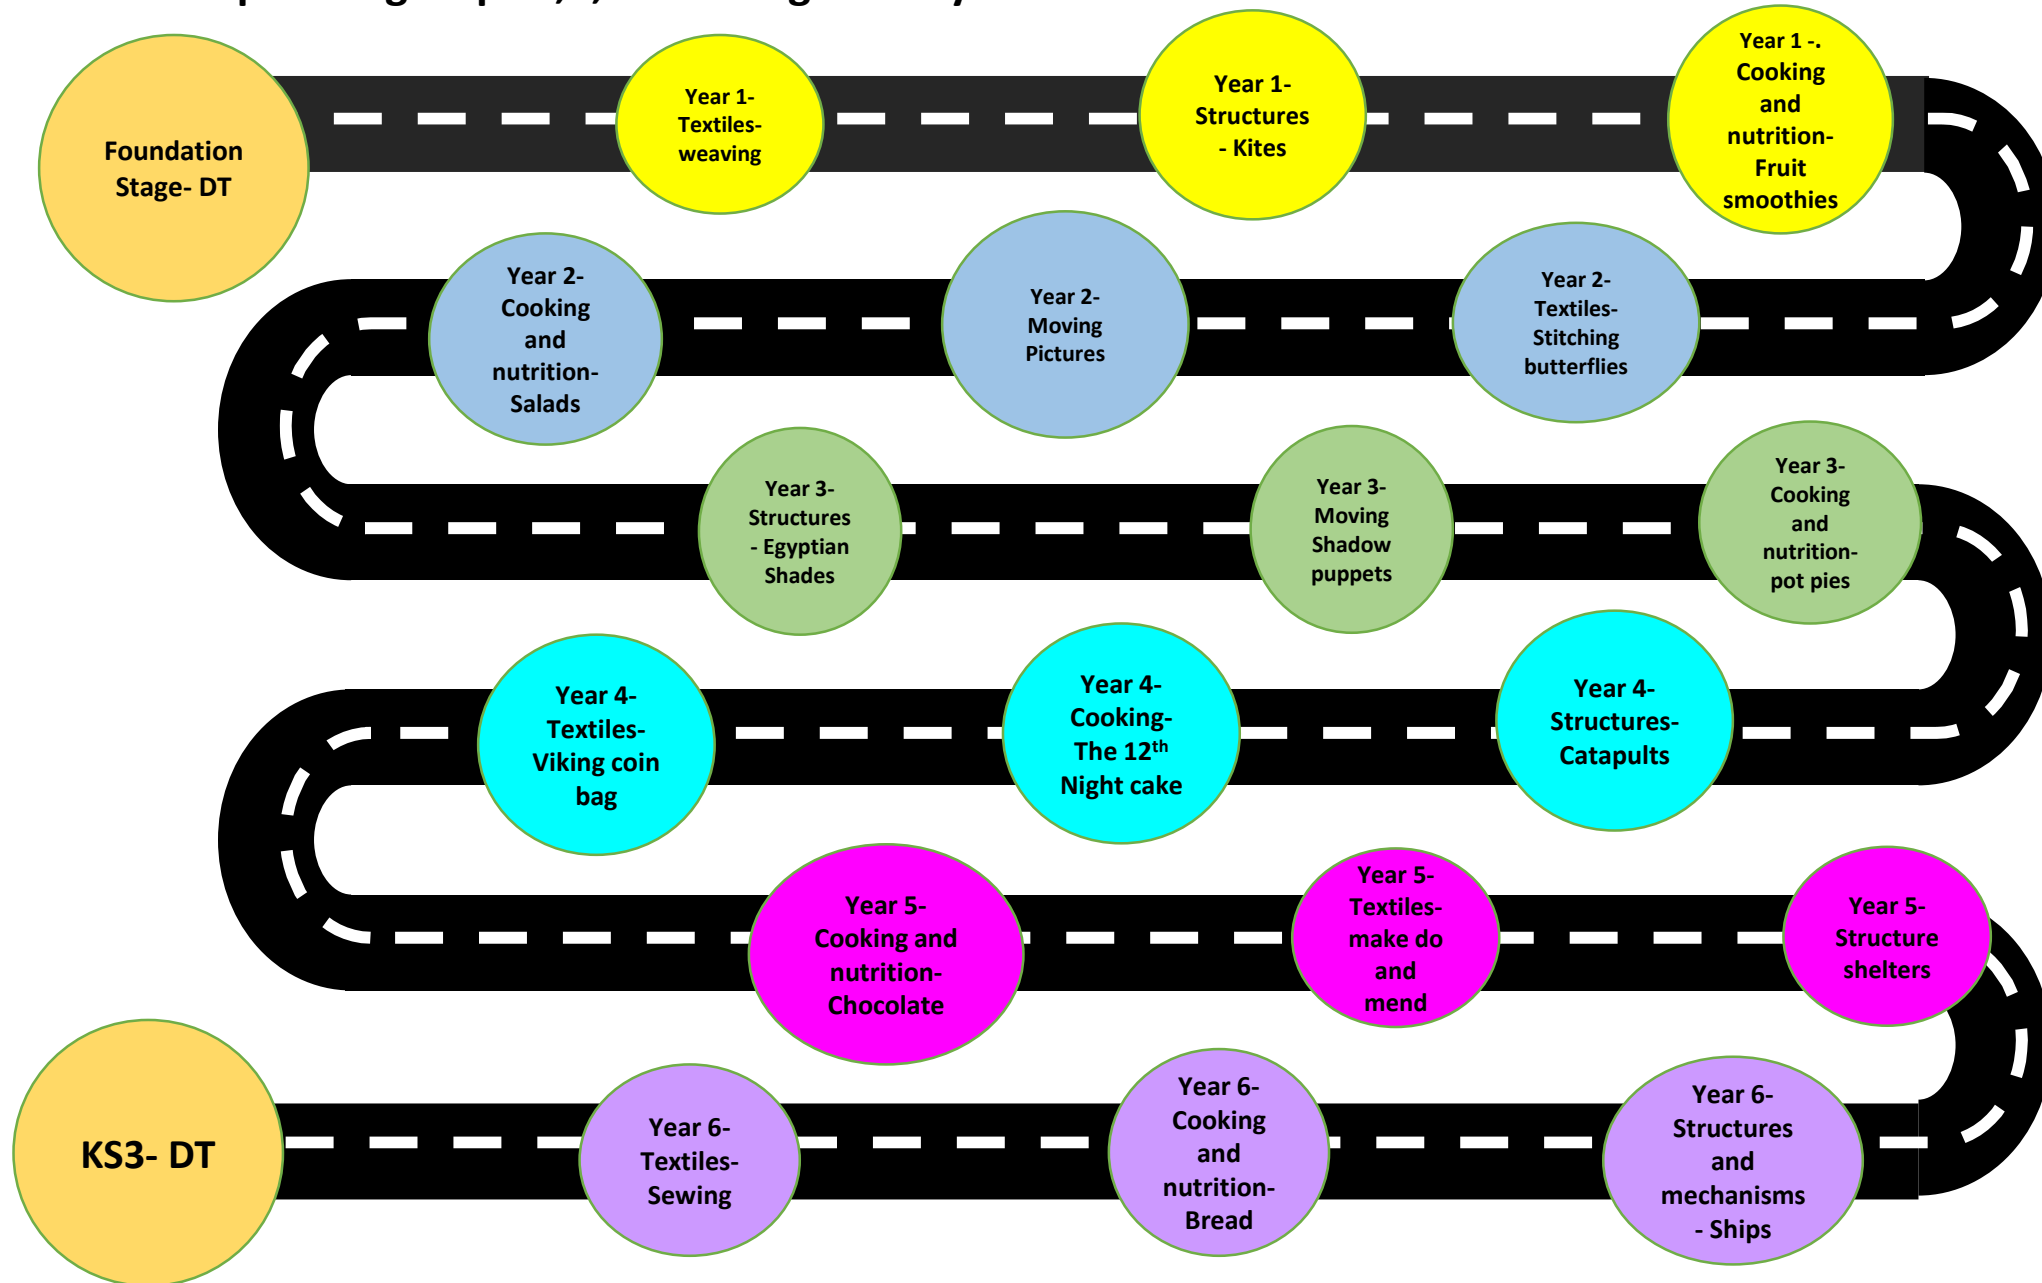 Foundation
Stage- DT
Year 1-
Textiles-
weaving
Year 1-
Structures
- Kites
Year 1 -.
Cooking
and
nutrition-
Fruit
smoothies
Year 2-
Cooking
and
nutrition-
Salads
Year 2-
Moving
Pictures
Year 2-
Textiles-
Stitching
butterflies
Year 3-
Structures
- Egyptian
Shades
Year 3-
Moving
Shadow
puppets
Year 3-
Cooking
and
nutrition-
pot pies
Year 4-
Textiles-
Viking coin
bag
Year 4-
Cooking-
The 12th
Night cake
Year 4-
Structures-
Catapults
Year 5-
Cooking and
nutrition-
Chocolate
Year 5-
Textiles-
make do
and
mend
Year 5-
Structure
shelters
KS3- DT
Year 6-
Textiles-
Sewing
Year 6-
Cooking
and
nutrition-
Bread
Year 6-
Structures
and
mechanisms
- Ships